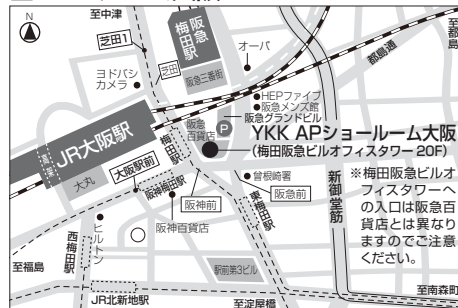 N
至中津
芝田1
阪急
梅田駅
オーパ
都島通
至都島
ヨドバシ
カメラ
芝田
阪急三番街
HEPファイブ
阪急メンズ館
阪急グランドビル
JR大阪駅
高架
大丸
梅田駅
阪急
百貨店
P
YKK APショールーム大阪
(梅田阪急ビルオフィスタワー20F)
大阪駅前
阪神梅田駅
阪神前
曽根崎署
阪急前
東梅田駅
新御堂筋
※梅田阪急ビルオ
フィスタワーへ
の入口は阪急百
貨店とは異なり
ますのでご注意
ください。
阪神百貨店
西梅田駅
ヒルトン
至福島
駅前第3ビル
JR北新地駅
至淀屋橋
至南森町